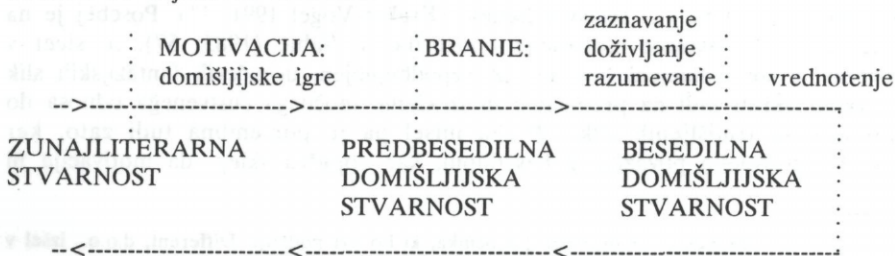 zaznavanje
MOTIVACIJA: BRANJE: doživljanje
domišljijske igre razumevanje vrednotenje
ZUNAJLITERARNA PREDBESEDILNA BESEDILNA
STVARNOST DOMIŠLJIJSKA DOMIŠLJIJSKA
STVARNOST STVARNOST